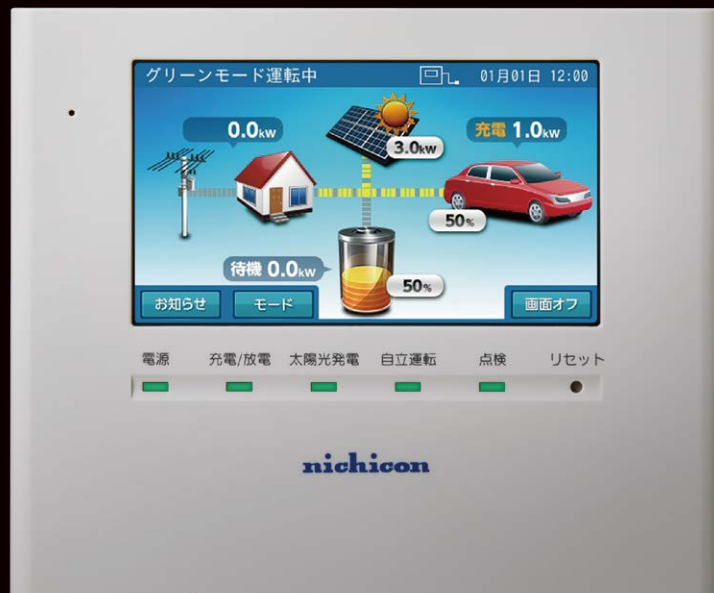 グリーンモード運転中 01月01日 12:00
0.0kw
3.0kw
充電 1.0kw
50%
待機 0.0kw
50%
お知らせ モード 画面オフ
電源 充電/放電 太陽光発電 自立運転 点検 リセット
nichicon